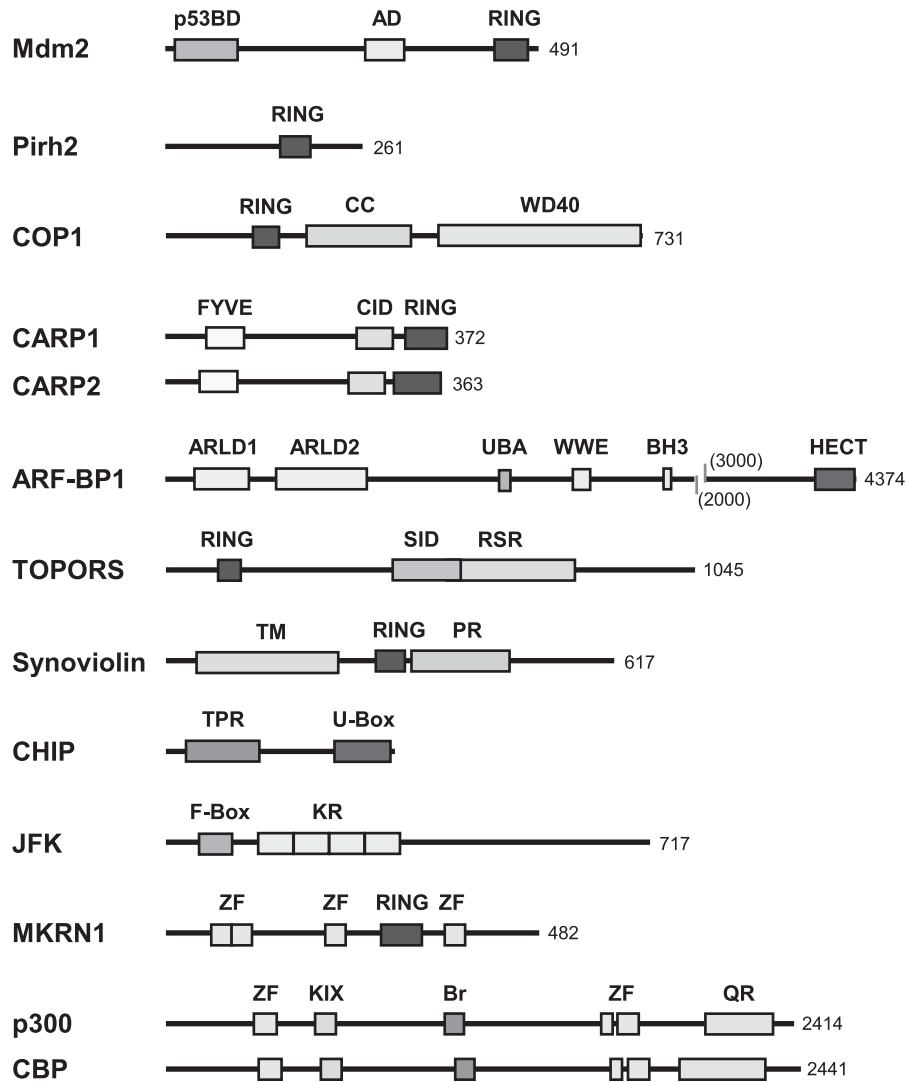 p53BD AD RING
Mdm2 491
RING
Pirh2 261
RING CC WD40
COP1 731
FYVE CID RING
CARP1 372
CARP2 363
ARLD1 ARLD2 UBA WWE BH3 HECT
ARF-BP1 (3000) (2000) 4374
RING SID RSR
TOPORS 1045
TM RING PR
Synoviolin 617
TPR U-Box
CHIP
F-Box KR
JFK 717
ZF ZF RING ZF
MKRN1 482
ZF KIX Br ZF QR
p300 2414
CBP 2441